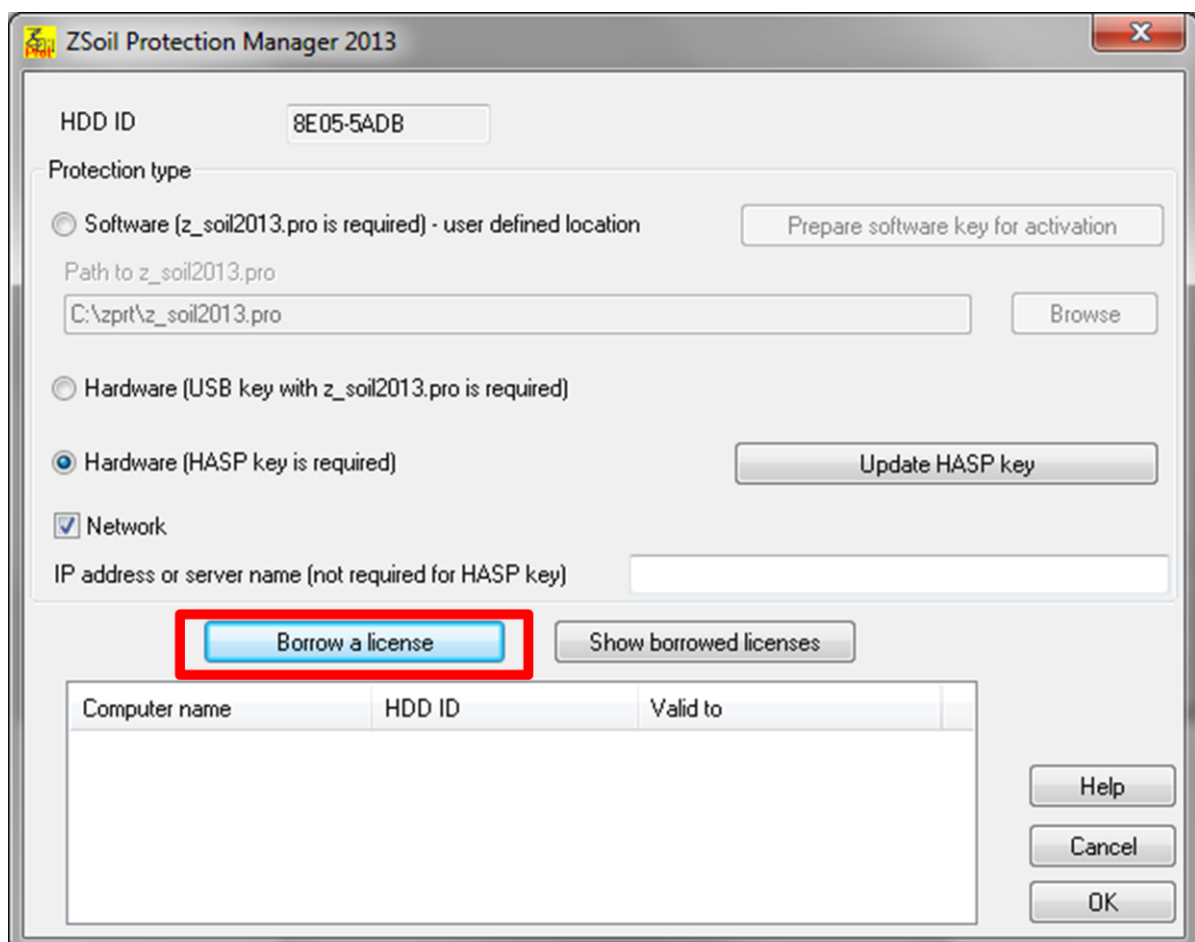 ZSoil Protection Manager 2013
HDD ID 8E05-5ADB
Protection type
Software (z_soil2013.pro is required) - user defined location Prepare software key for activation
Path to z_soil2013.pro
C:\zprt\z_soil2013.pro Browse
Hardware (USB key with z_soil2013.pro is required)
Hardware (HASP key is required) Update HASP key
Network
IP address or server name (not required for HASP key)
Borrow a license Show borrowed licenses
Computer name HDD ID Valid to
Help
Cancel
OK